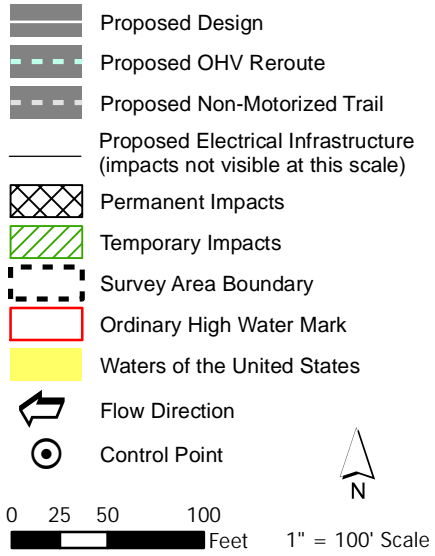 Proposed Design
Proposed OHV Reroute
Proposed Non-Motorized Trail
Proposed Electrical Infrastructure
(impacts not visible at this scale)
Permanent Impacts
Temporary Impacts
Survey Area Boundary
Ordinary High Water Mark
Waters of the United States
Flow Direction
Control Point
N
0 25 50 100
Feet 1" = 100' Scale